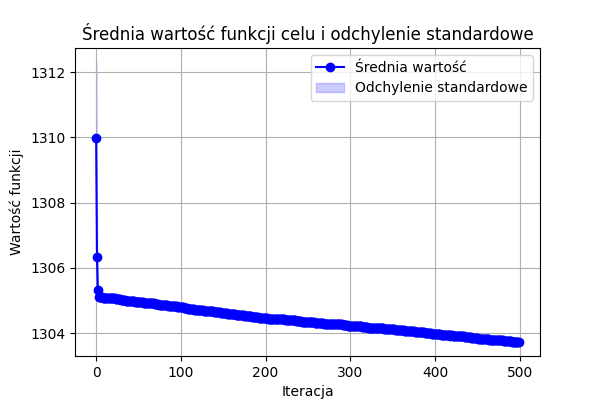 Średnia wartość funkcji celu i odchylenie standardowe
Średnia wartość
Odchylenie standardowe
Wartość funkcji
1312
1310
1308
1306
1304
0
100
200
300
400
500
Iteracja